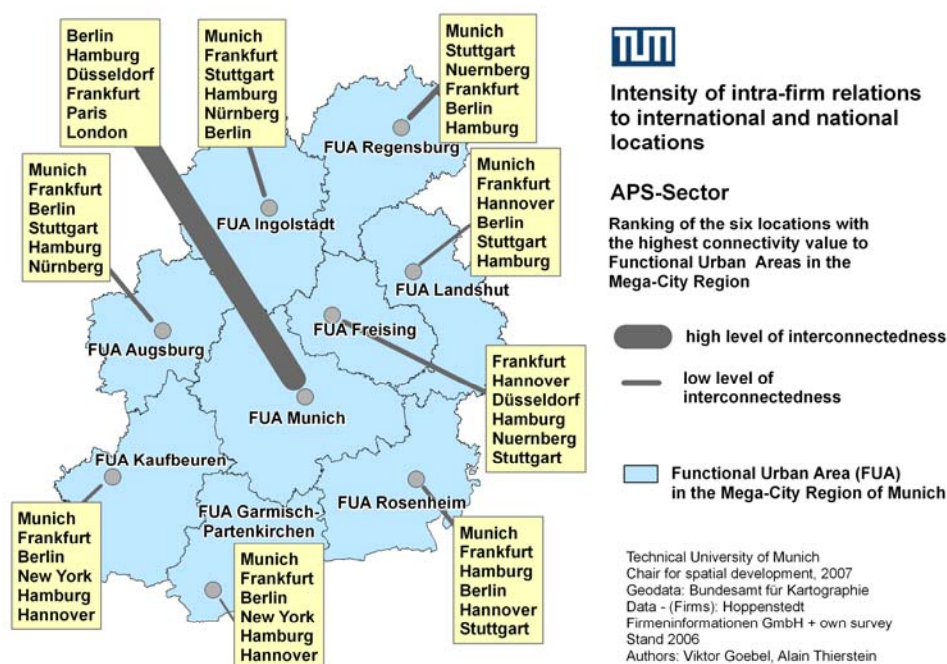 Berlin
Hamburg
Düsseldorf
Frankfurt
Paris
London
Munich
Frankfurt
Stuttgart
Hamburg
Nürnberg
Berlin
Munich
Stuttgart
Nuernberg
Frankfurt
Berlin
Hamburg
FUA Regensburg
Munich
Frankfurt
Berlin
Stuttgart
Hamburg
Nürnberg
FUA Ingolstadt
Munich
Frankfurt
Hannover
Berlin
Stuttgart
Hamburg
FUA Landshut
FUA Freising
FUA Augsburg
FUA Munich
Frankfurt
Hannover
Düsseldorf
Hamburg
Nuernberg
Stuttgart
FUA Kaufbeuren
FUA Garmisch-
Partenkirchen
FUA Rosenheim
Munich
Frankfurt
Berlin
New York
Hamburg
Hannover
Munich
Frankfurt
Berlin
New York
Hamburg
Hannover
Munich
Frankfurt
Hamburg
Berlin
Hannover
Stuttgart
TUM
Intensity of intra-firm relations
to international and national
locations
APS-Sector
Ranking of the six locations with
the highest connectivity value to
Functional Urban Areas in the
Mega-City Region
high level of interconnectedness
low level of
interconnectedness
Functional Urban Area (FUA)
in the Mega-City Region of Munich
Technical University of Munich
Chair for spatial development, 2007
Geodata: Bundesamt für Kartographie
Data - (Firms): Hoppenstedt
Firmeninformationen GmbH + own survey
Stand 2006
Authors: Viktor Goebel, Alain Thierstein